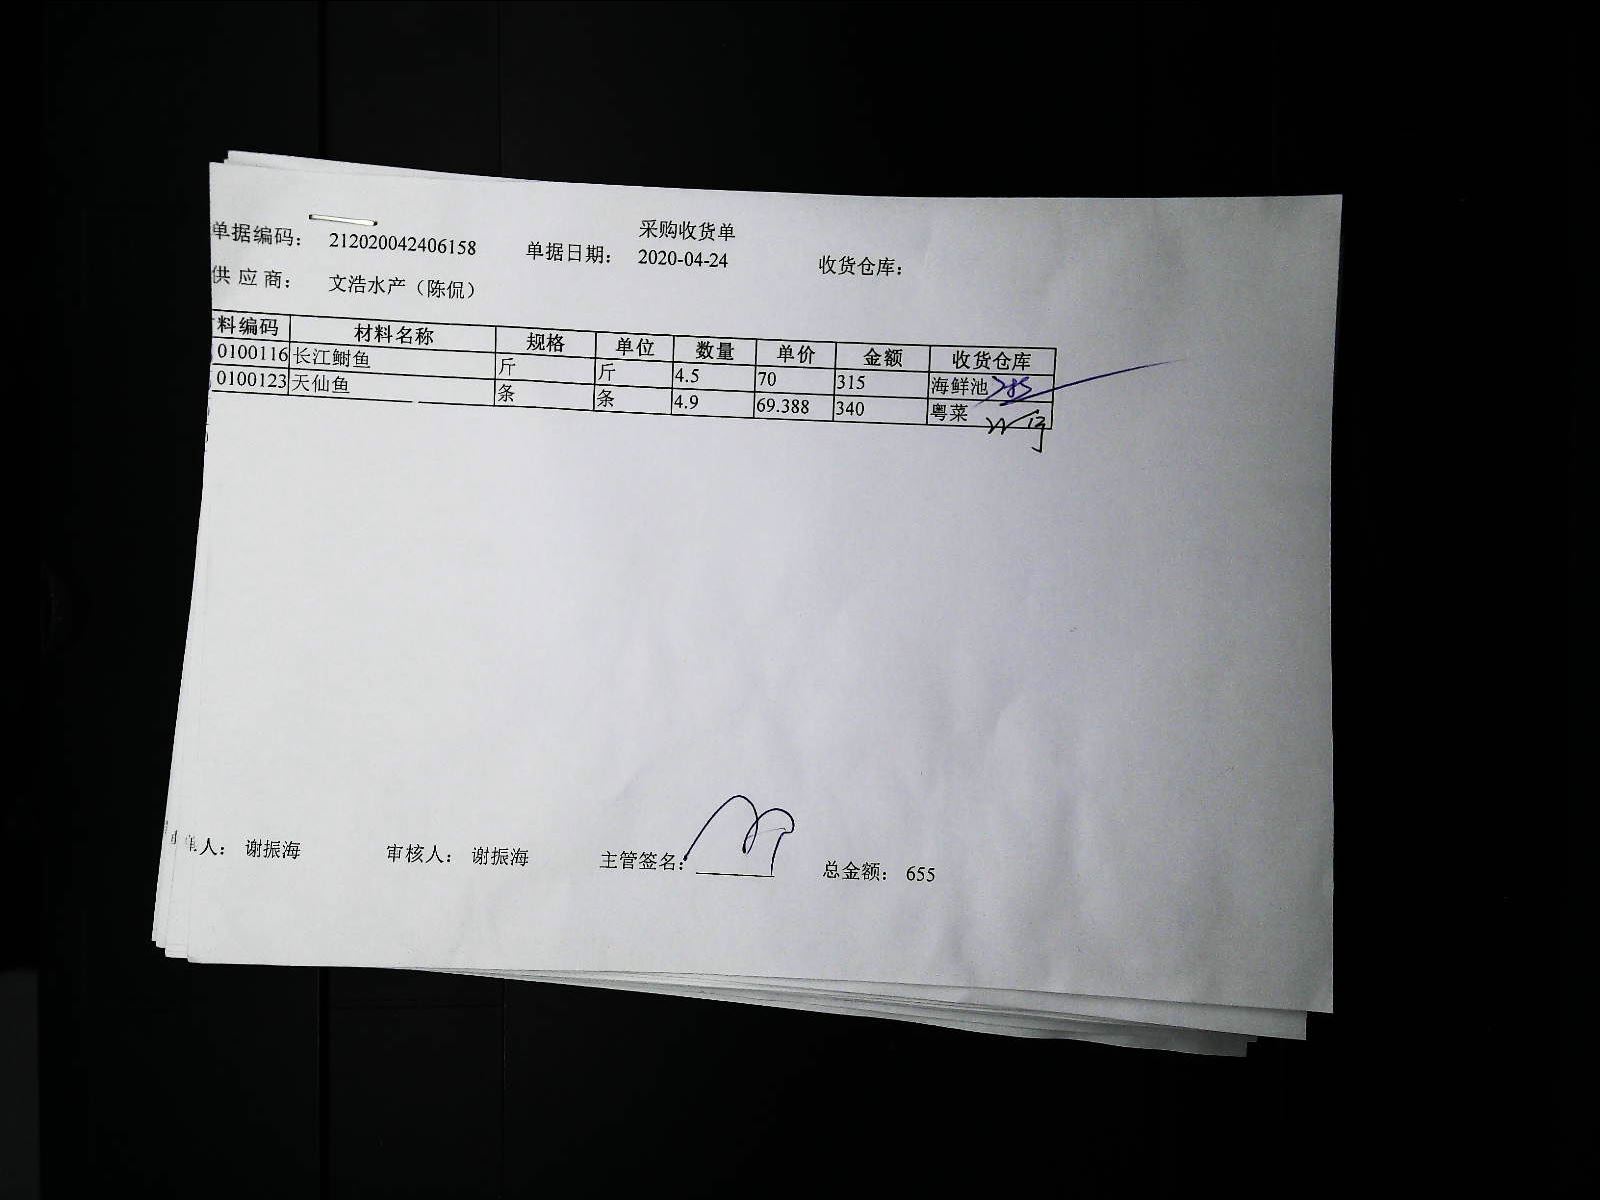 采购收货单
单据编码： 212020042406158 单据日期： 2020-04-24 收货仓库：
供应商： 文浩水产（陈侃）
料编码 材料名称 规格 单位 数量 单价 金额 收货仓库
0100116 长江鮰鱼 斤 斤 4.5 70 315 海鲜池
0100123 天仙鱼 条 条 4.9 69.388 340 粤菜
单人： 谢振海 审核人： 谢振海 主管签名： 总金额： 655